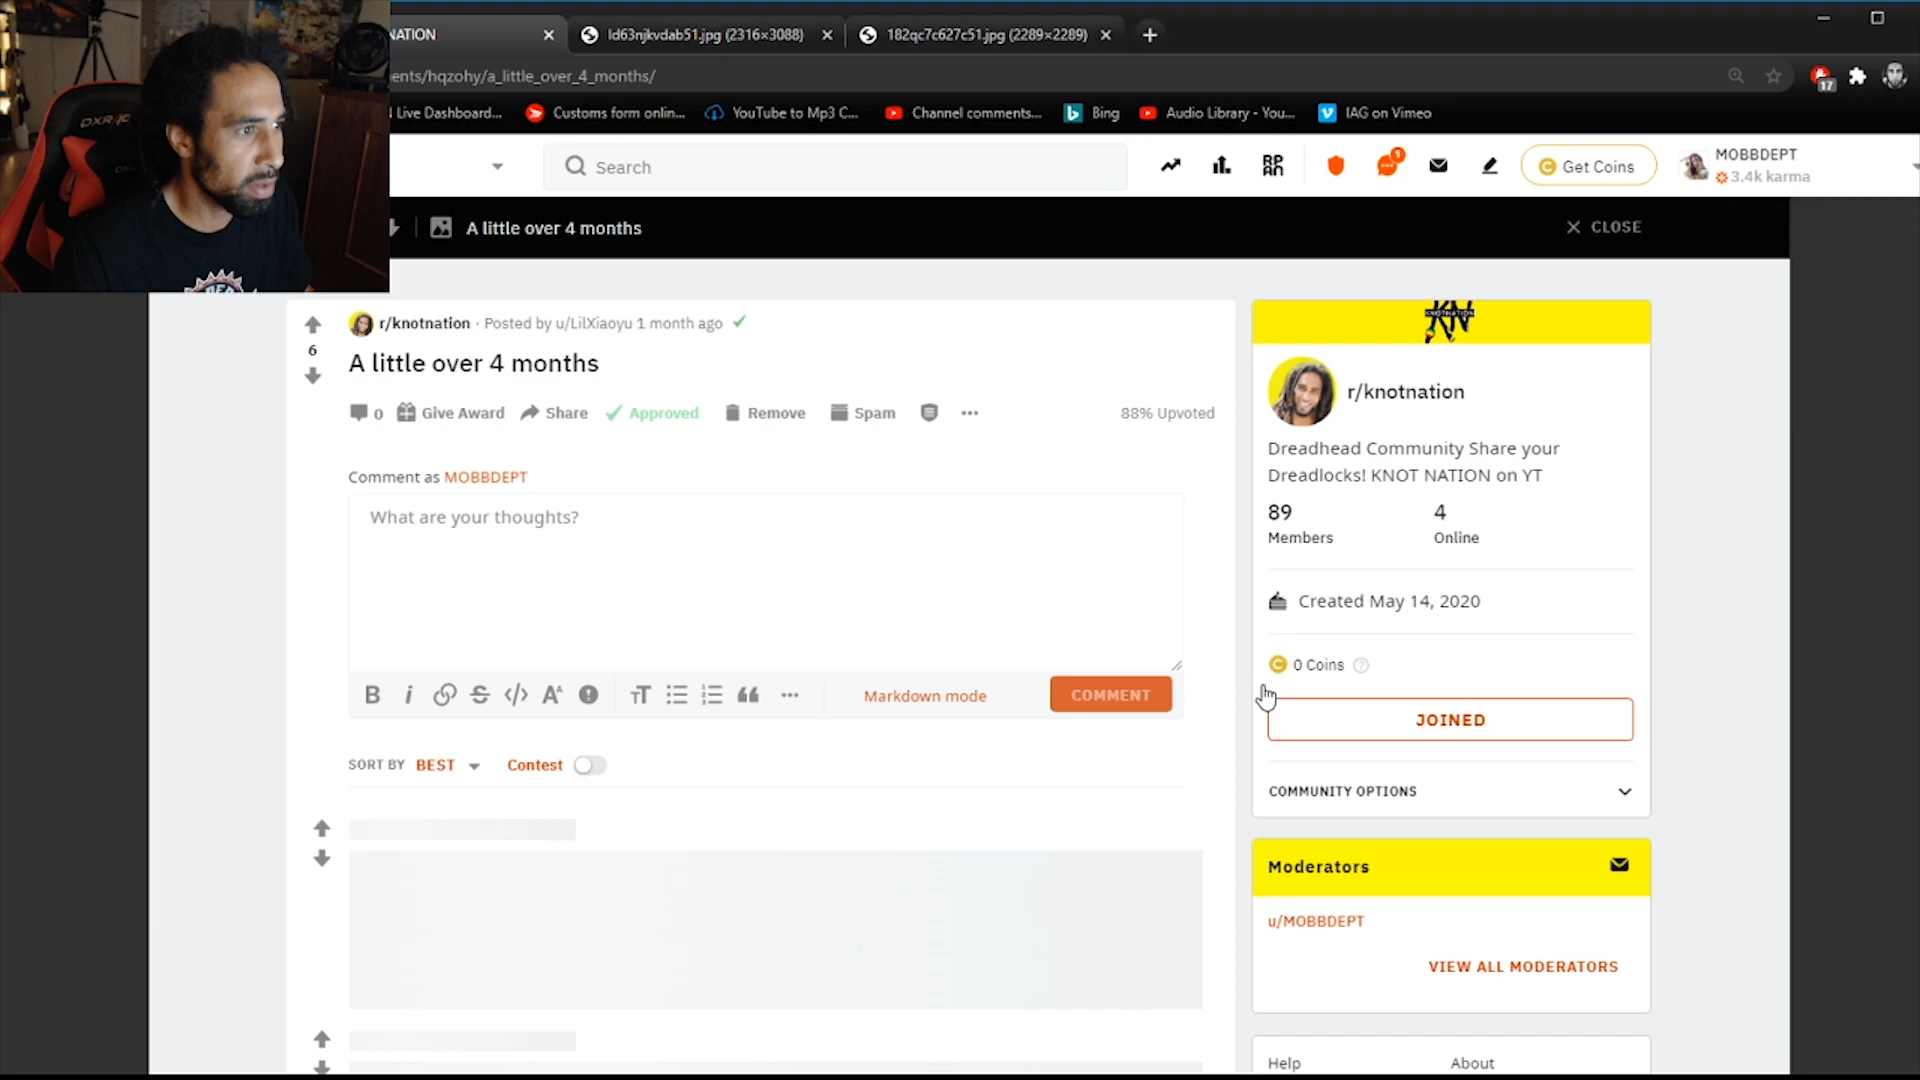 NATION
ld63njkvdab51.jpg (2316×3088)
182qc7c627c51.jpg (2289×2289)
ents/hqzohy/a_little_over_4_months/
17
Live Dashboard...
Customs form onlin...
YouTube to Mp3 C...
Channel comments...
Bing
Audio Library - You...
IAG on Vimeo
Search
1
Get Coins
MOBBDEPT
3.4k karma
A little over 4 months
CLOSE
r/knotnation · Posted by u/LilXiaoyu 1 month ago
6
A little over 4 months
0 Give Award Share Approved Remove Spam ••• 88% Upvoted
Comment as MOBBDEPT
What are your thoughts?
Markdown mode
COMMENT
SORT BY BEST
Contest
KN
KNOTNATION
r/knotnation
Dreadhead Community Share your
Dreadlocks! KNOT NATION on YT
89
Members
4
Online
Created May 14, 2020
0 Coins
JOINED
COMMUNITY OPTIONS
Moderators
u/MOBBDEPT
VIEW ALL MODERATORS
Help
About